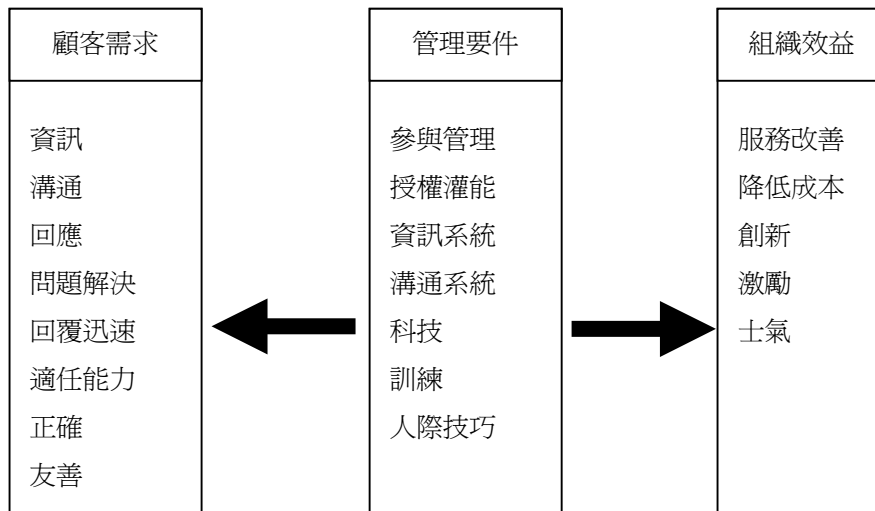 顧客需求
資訊
溝通
回應
問題解決
回覆迅速
適任能力
正確
友善
管理要件
參與管理
授權灌能
資訊系統
溝通系統
科技
訓練
人際技巧
組織效益
服務改善
降低成本
創新
激勵
士氣